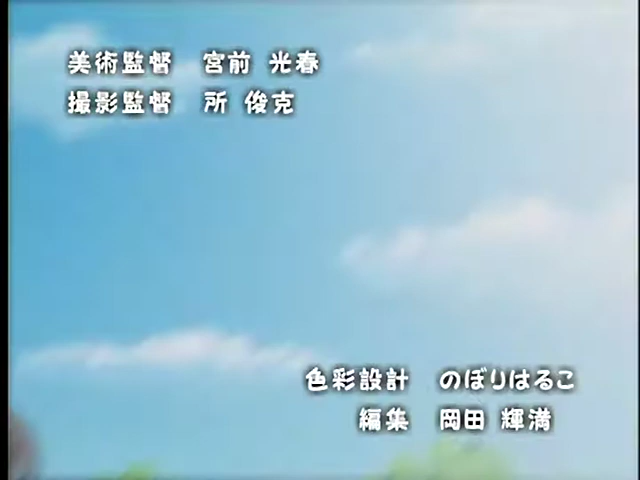 美術監督 宮前 光春
撮影監督 所 俊克
色彩設計 のぼりはるこ
編集 岡田 輝満